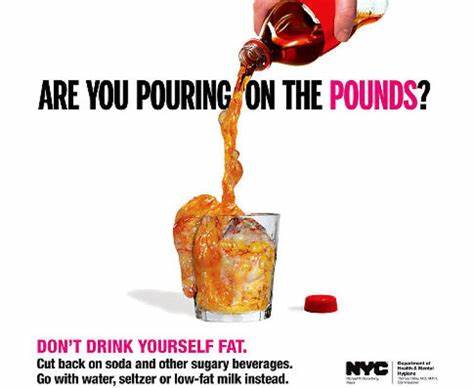 ARE YOU POURING ON THE POUNDS?
DON'T DRINK YOURSELF FAT.
Cut back on soda and other sugary beverages.
Go with water, seltzer or low-fat milk instead.
NYC
Department of
Health & Mental
Hygiene